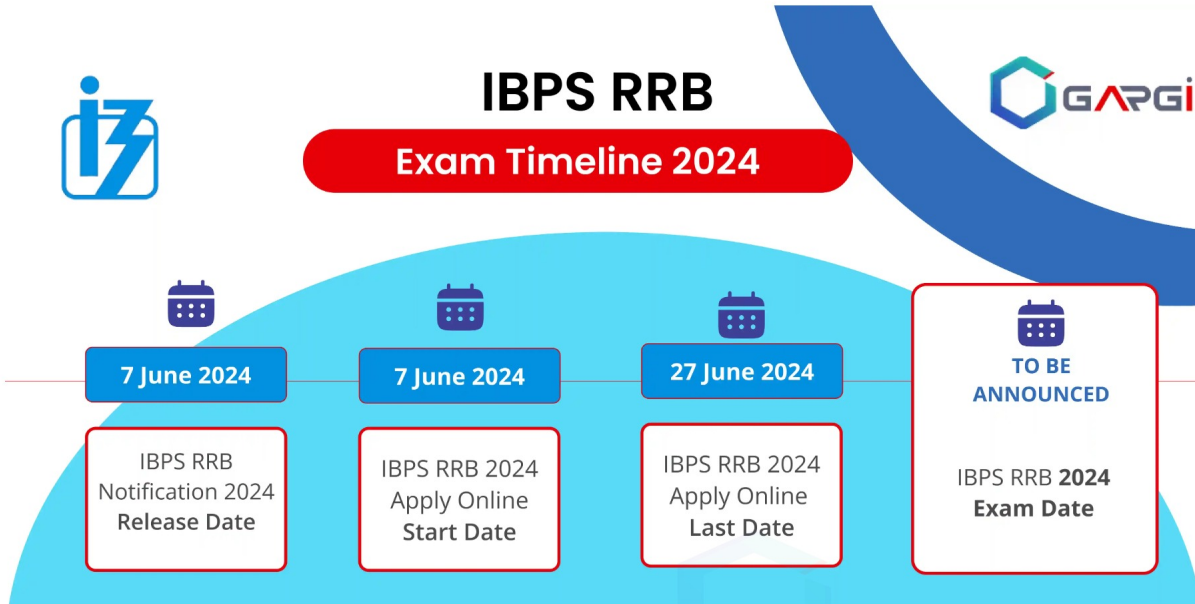 IBPS RRB
GARGI
Exam Timeline 2024
7 June 2024
IBPS RRB
Notification 2024
Release Date
7 June 2024
IBPS RRB 2024
Apply Online
Start Date
27 June 2024
IBPS RRB 2024
Apply Online
Last Date
TO BE
ANNOUNCED
IBPS RRB 2024
Exam Date